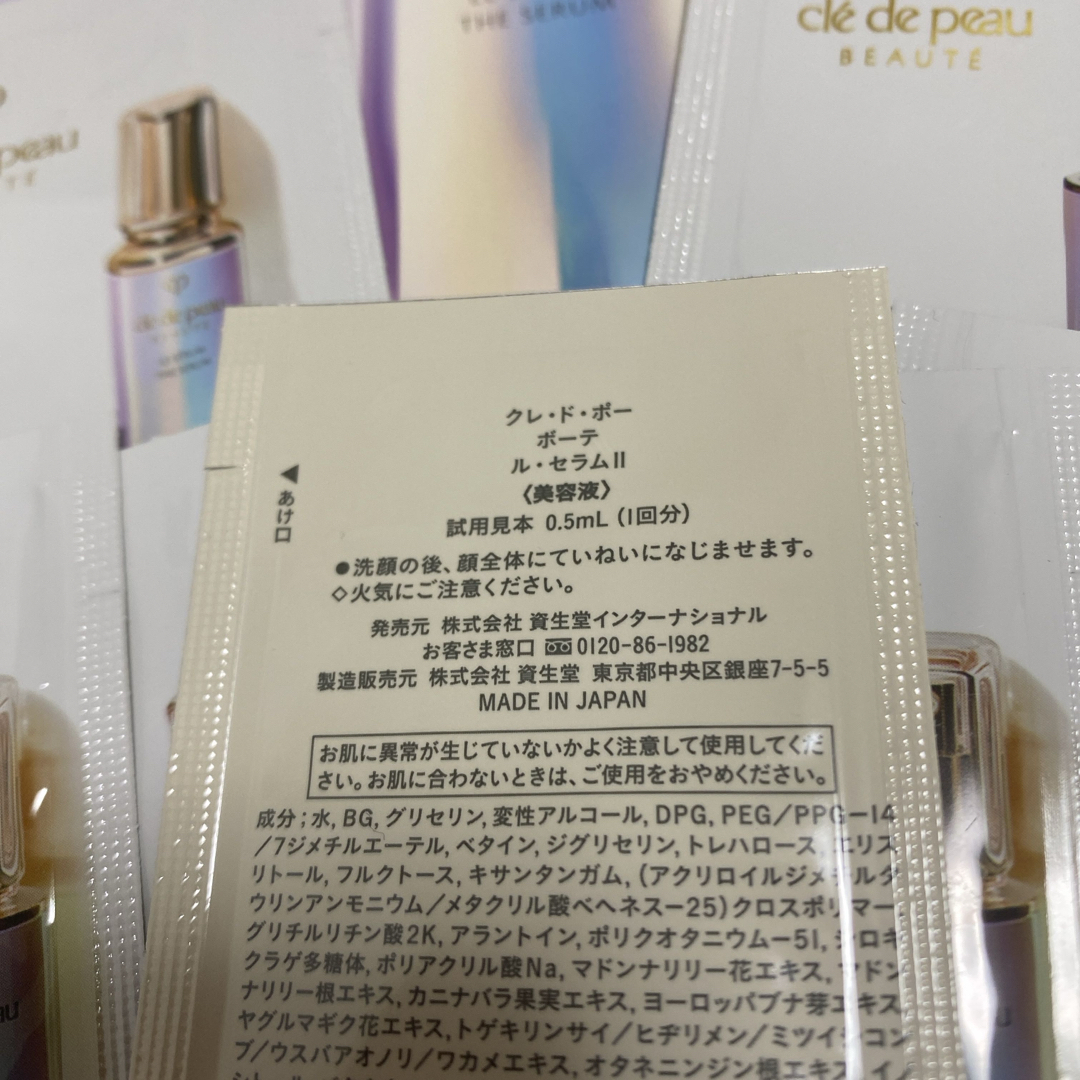 THE SERUM
clé de peau
BEAUTÉ
peau
clé de peau
クレ・ド・ポー
ボーテ
ル・セラムⅡ
〈美容液〉
試用見本 0.5mL (1回分)
◀あけ口
●洗顔の後、顔全体にていねいになじませます。
◇火気にご注意ください。
発売元 株式会社 資生堂インターナショナル
お客さま窓口 0120-86-1982
製造販売元 株式会社 資生堂 東京都中央区銀座7-5-5
MADE IN JAPAN
お肌に異常が生じていないかよく注意して使用してくだ
さい。お肌に合わないときは、ご使用をおやめください。
成分;水, BG, グリセリン, 変性アルコール, DPG, PEG/PPG-14
/7ジメチルエーテル, ベタイン, ジグリセリン, トレハロース, エリス
リトール, フルクトース, キサンタンガム, (アクリロイルジメチルタ
ウリンアンモニウム/メタクリル酸ベヘネス-25)クロスポリマー,
グリチルリチン酸2K, アラントイン, ポリクオタニウム-51, シロキ
クラゲ多糖体, ポリアクリル酸Na, マドンナリリー花エキス, マドン
ナリリー根エキス, カニナバラ果実エキス, ヨーロッパブナ芽エキス,
ヤグルマギク花エキス, トゲキリンサイ/ヒヂリメン/ミツイシコン
ブ/ウスバアオノリ/ワカメエキス, オタネニンジン根エキス, イ/